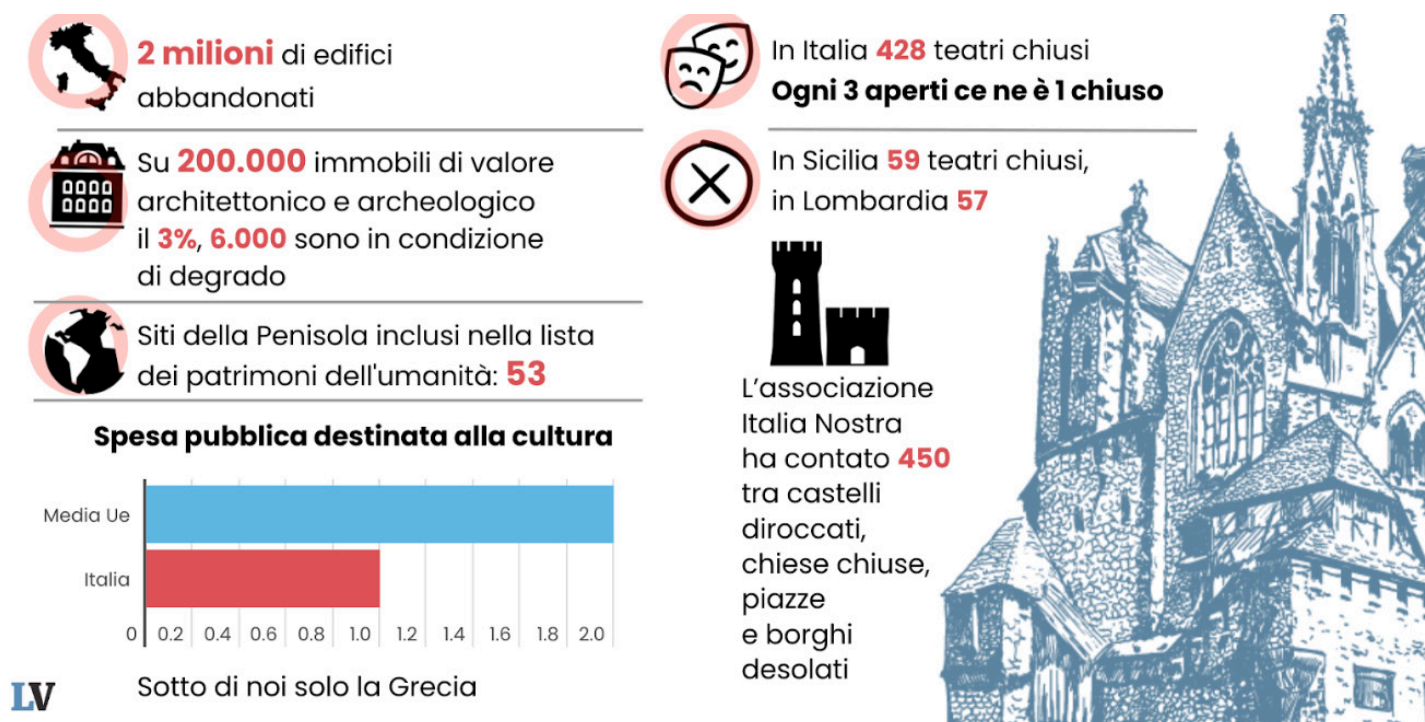 2 milioni di edifici
abbandonati
Su 200.000 immobili di valore
architettonico e archeologico
il 3%, 6.000 sono in condizione
di degrado
Siti della Penisola inclusi nella lista
dei patrimoni dell'umanità: 53
Spesa pubblica destinata alla cultura
Media Ue
Italia
0 0.2 0.4 0.6 0.8 1.0 1.2 1.4 1.6 1.8 2.0
Sotto di noi solo la Grecia
LV
In Italia 428 teatri chiusi
Ogni 3 aperti ce ne è 1 chiuso
In Sicilia 59 teatri chiusi,
in Lombardia 57
L'associazione
Italia Nostra
ha contato 450
tra castelli
diroccati,
chiese chiuse,
piazze
e borghi
desolati